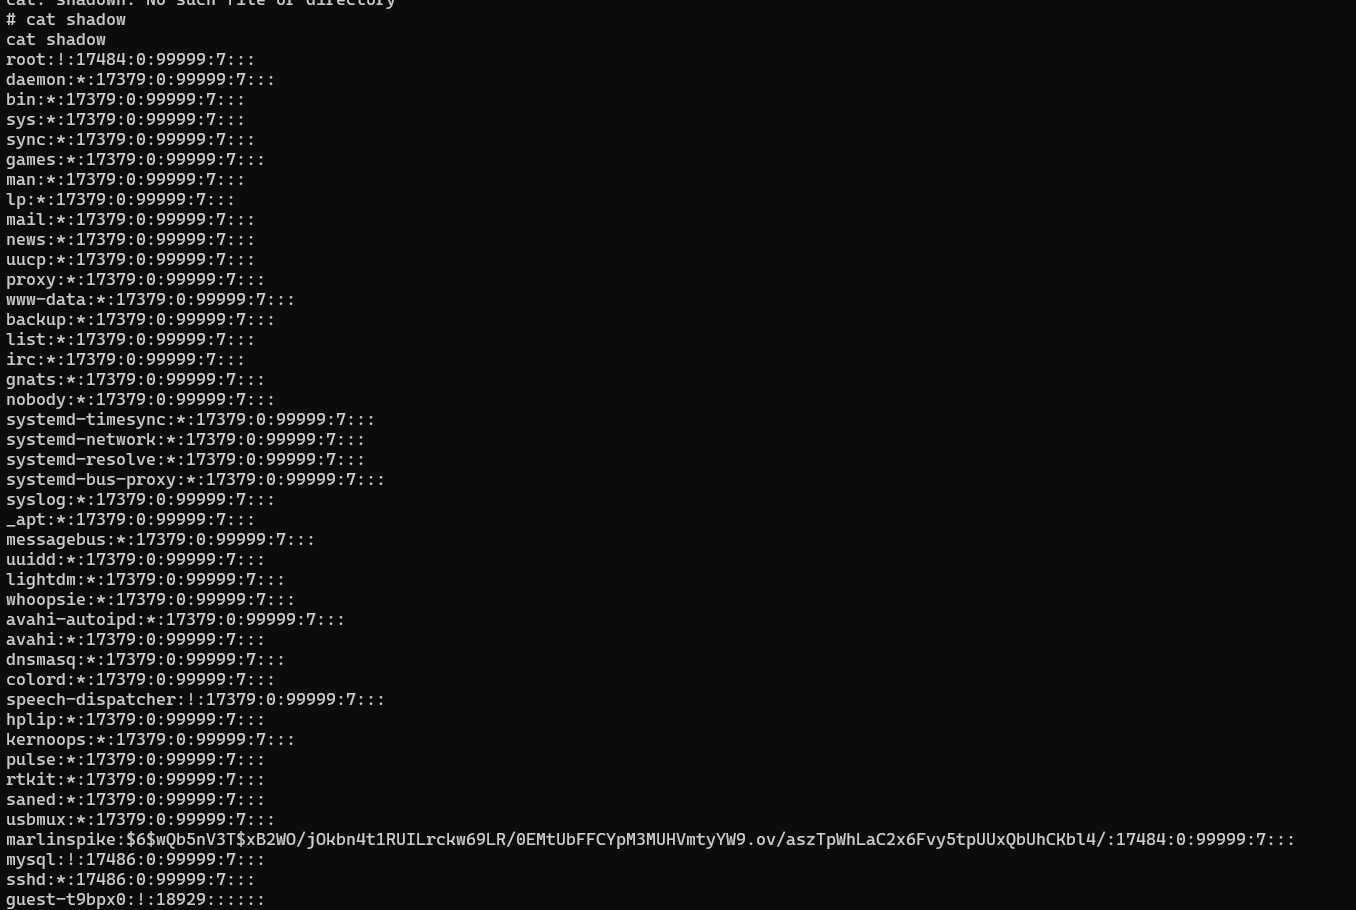 cat: shadown: No such file or directory
# cat shadow
cat shadow
root:!:17484:0:99999:7:::
daemon:*:17379:0:99999:7:::
bin:*:17379:0:99999:7:::
sys:*:17379:0:99999:7:::
sync:*:17379:0:99999:7:::
games:*:17379:0:99999:7:::
man:*:17379:0:99999:7:::
lp:*:17379:0:99999:7:::
mail:*:17379:0:99999:7:::
news:*:17379:0:99999:7:::
uucp:*:17379:0:99999:7:::
proxy:*:17379:0:99999:7:::
www-data:*:17379:0:99999:7:::
backup:*:17379:0:99999:7:::
list:*:17379:0:99999:7:::
irc:*:17379:0:99999:7:::
gnats:*:17379:0:99999:7:::
nobody:*:17379:0:99999:7:::
systemd-timesync:*:17379:0:99999:7:::
systemd-network:*:17379:0:99999:7:::
systemd-resolve:*:17379:0:99999:7:::
systemd-bus-proxy:*:17379:0:99999:7:::
syslog:*:17379:0:99999:7:::
_apt:*:17379:0:99999:7:::
messagebus:*:17379:0:99999:7:::
uuidd:*:17379:0:99999:7:::
lightdm:*:17379:0:99999:7:::
whoopsie:*:17379:0:99999:7:::
avahi-autoipd:*:17379:0:99999:7:::
avahi:*:17379:0:99999:7:::
dnsmasq:*:17379:0:99999:7:::
colord:*:17379:0:99999:7:::
speech-dispatcher:!:17379:0:99999:7:::
hplip:*:17379:0:99999:7:::
kernoops:*:17379:0:99999:7:::
pulse:*:17379:0:99999:7:::
rtkit:*:17379:0:99999:7:::
saned:*:17379:0:99999:7:::
usbmux:*:17379:0:99999:7:::
marlinspike:$6$wQb5nV3T$xB2WO/jOkbn4t1RUILrckw69LR/0EMtUbFFCYpM3MUHVmtyYW9.ov/aszTpWhLaC2x6Fvy5tpUUxQbUhCKbl4/:17484:0:99999:7:::
mysql:!:17486:0:99999:7:::
sshd:*:17486:0:99999:7:::
guest-t9bpx0:!:18929::::::